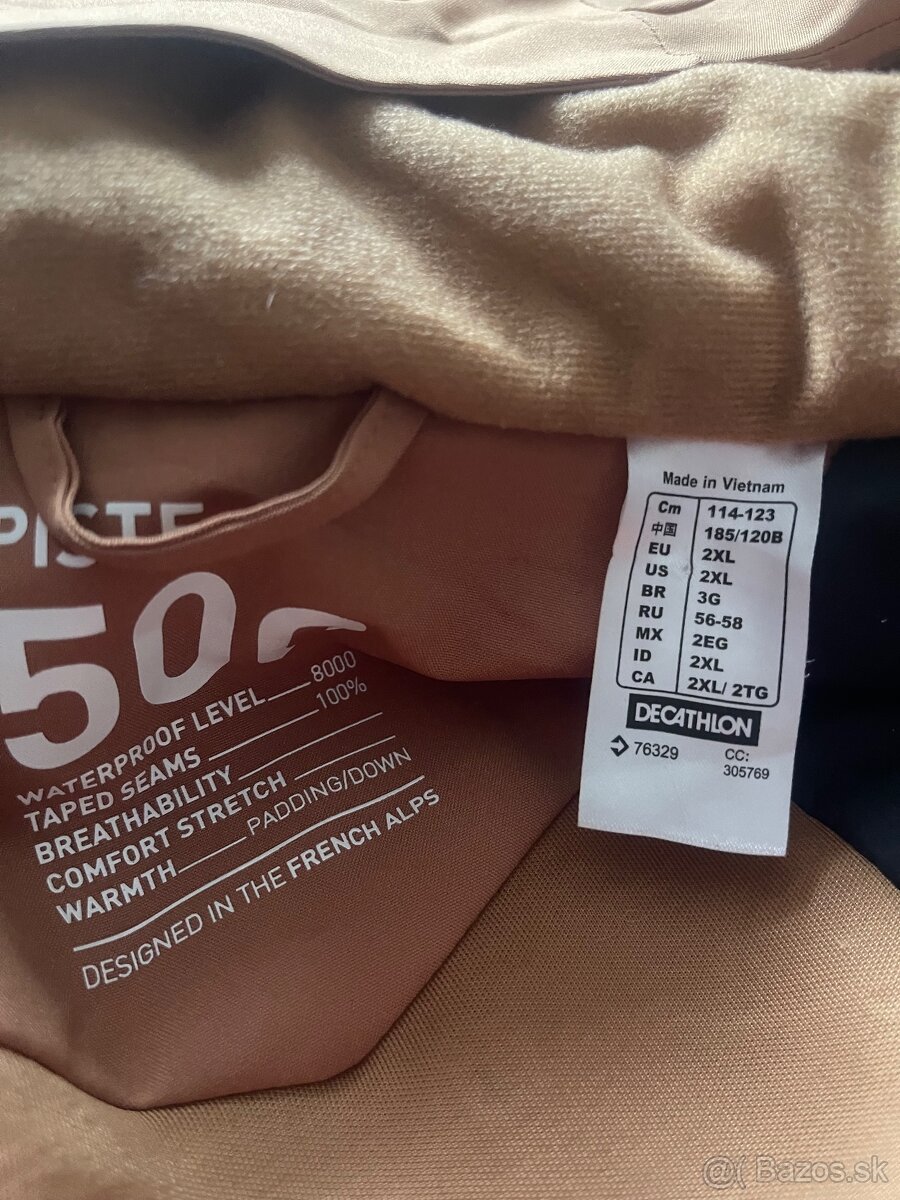 PISTE
50
WATERPROOF LEVEL 8000
TAPED SEAMS 100%
BREATHABILITY
COMFORT STRETCH
WARMTH PADDING/DOWN
DESIGNED IN THE FRENCH ALPS
Made in Vietnam
Cm 114-123
中国 185/120B
EU 2XL
US 2XL
BR 3G
RU 56-58
MX 2EG
ID 2XL
CA 2XL/ 2TG
DECATHLON
76329 CC:
305769
@( Bazos.sk